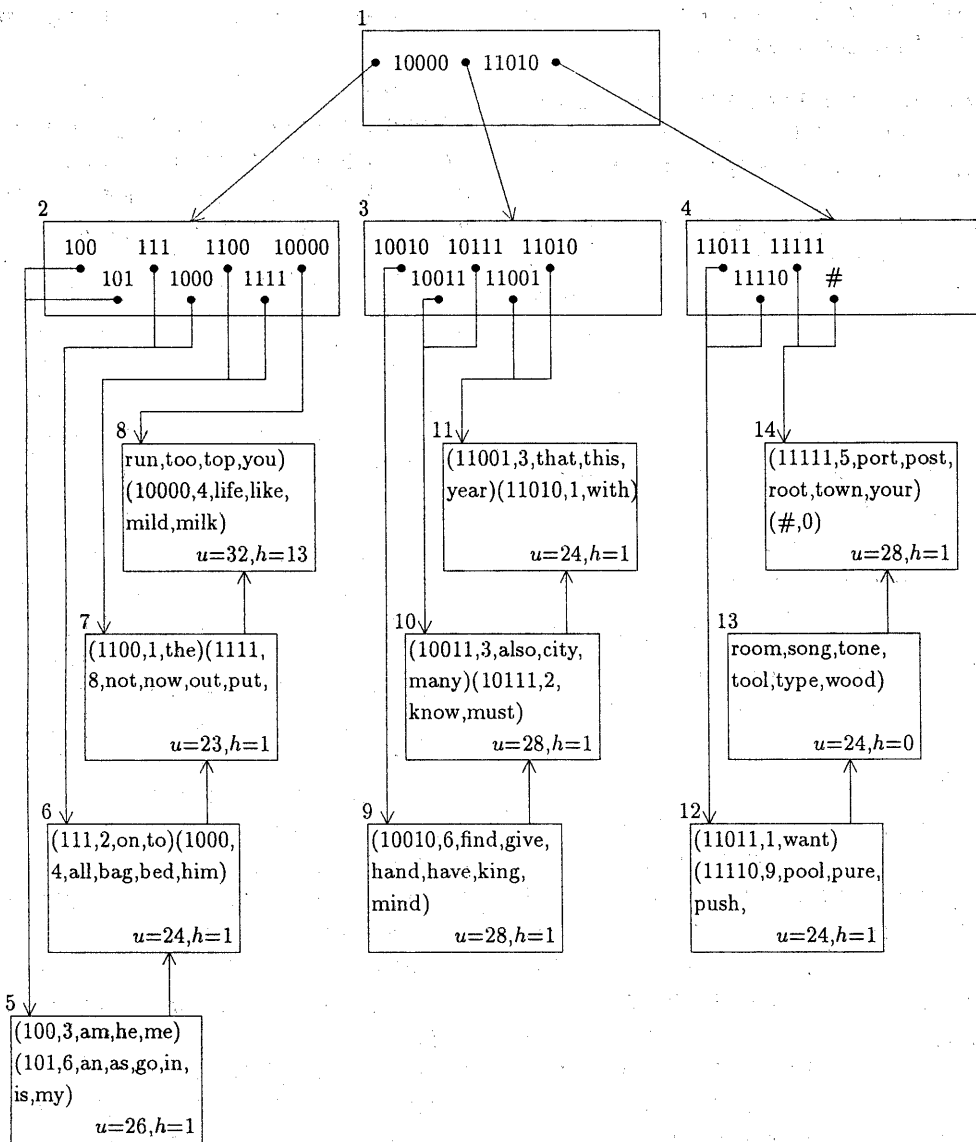 1
10000 11010
2
100 111 1100 10000
101 1000 1111
3
10010 10111 11010
10011 11001
4
11011 11111
11110 #
8
run,too,top,you)
(10000,4,life,like,
mild,milk)
u=32,h=13
11
(11001,3,that,this,
year)(11010,1,with)
u=24,h=1
14
(11111,5,port,post,
root,town,your)
(#,0)
u=28,h=1
7
(1100,1,the)(1111,
8,not,now,out,put,
u=23,h=1
10
(10011,3,also,city,
many)(10111,2,
know,must)
u=28,h=1
13
room,song,tone,
tool,type,wood)
u=24,h=0
6
(111,2,on,to)(1000,
4,all,bag,bed,him)
u=24,h=1
9
(10010,6,find,give,
hand,have,king,
mind)
u=28,h=1
12
(11011,1,want)
(11110,9,pool,pure,
push,
u=24,h=1
5
(100,3,am,he,me)
(101,6,an,as,go,in,
is,my)
u=26,h=1